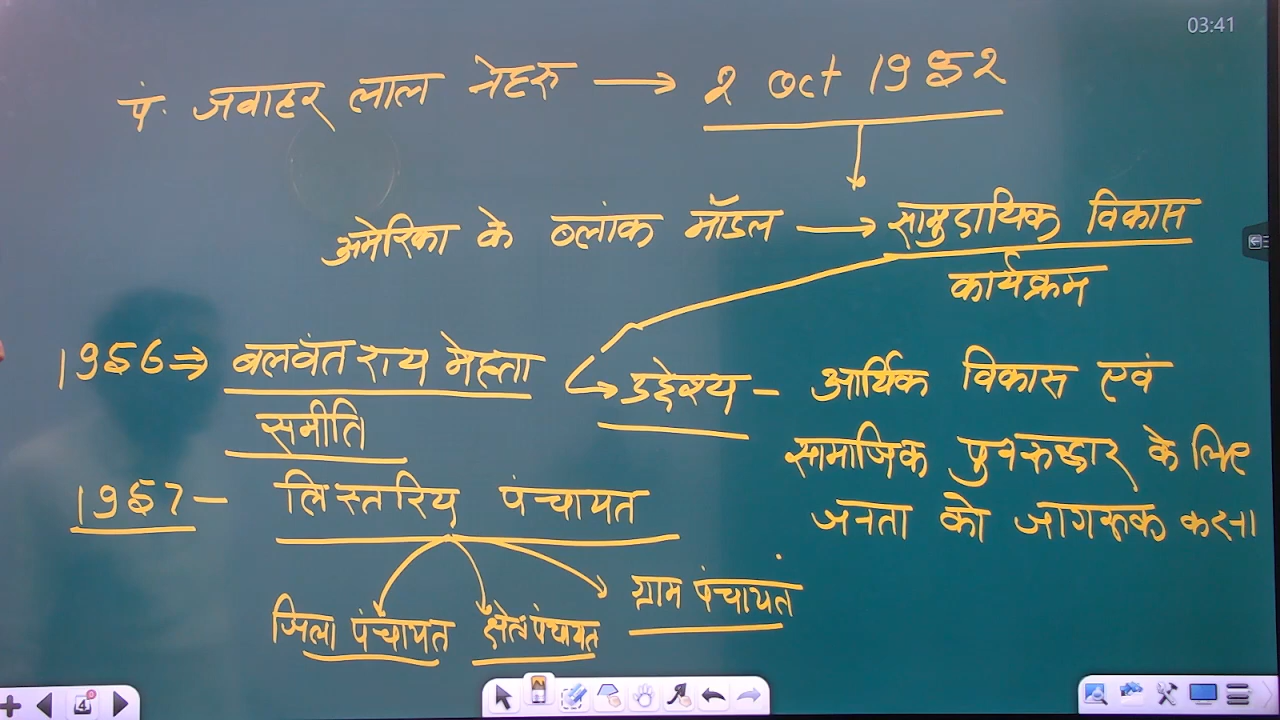 03:41
पं. जवाहर लाल नेहरु → 2 Oct 1952
अमेरिका के ब्लांक मॉडल → सामुदायिक विकास
कार्यक्रम
1956 ⇒ बलवंत राय मेहता
समीति
उद्देश्य - आर्थिक विकास एवं
सामाजिक पुनरुद्धार के लिए
जनता को जागरुक करना
1957 - त्रिस्तरिय पंचायत
जिला पंचायत क्षेत्र पंचायत ग्राम पंचायत
4